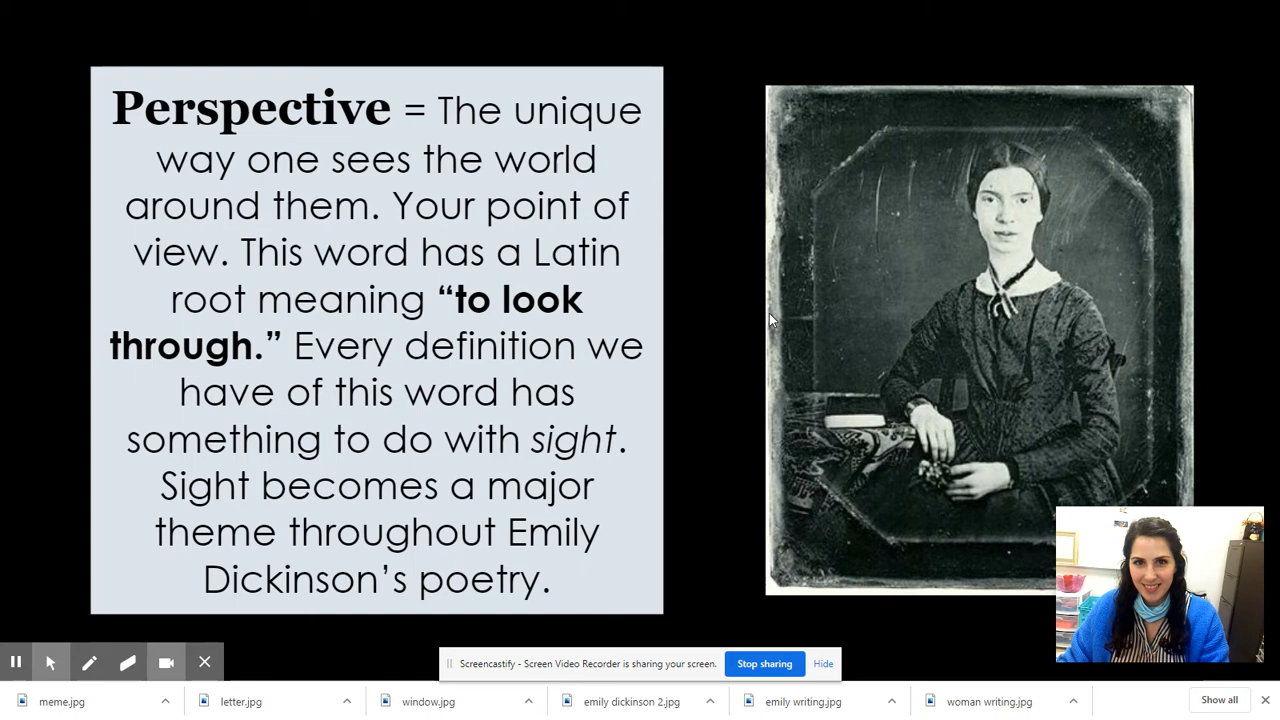 Perspective = The unique
way one sees the world
around them. Your point of
view. This word has a Latin
root meaning “to look
through.” Every definition we
have of this word has
something to do with sight.
Sight becomes a major
theme throughout Emily
Dickinson’s poetry.
Screencastify - Screen Video Recorder is sharing your screen. Stop sharing Hide
meme.jpg letter.jpg window.jpg emily dickinson 2.jpg emily writing.jpg woman writing.jpg Show all